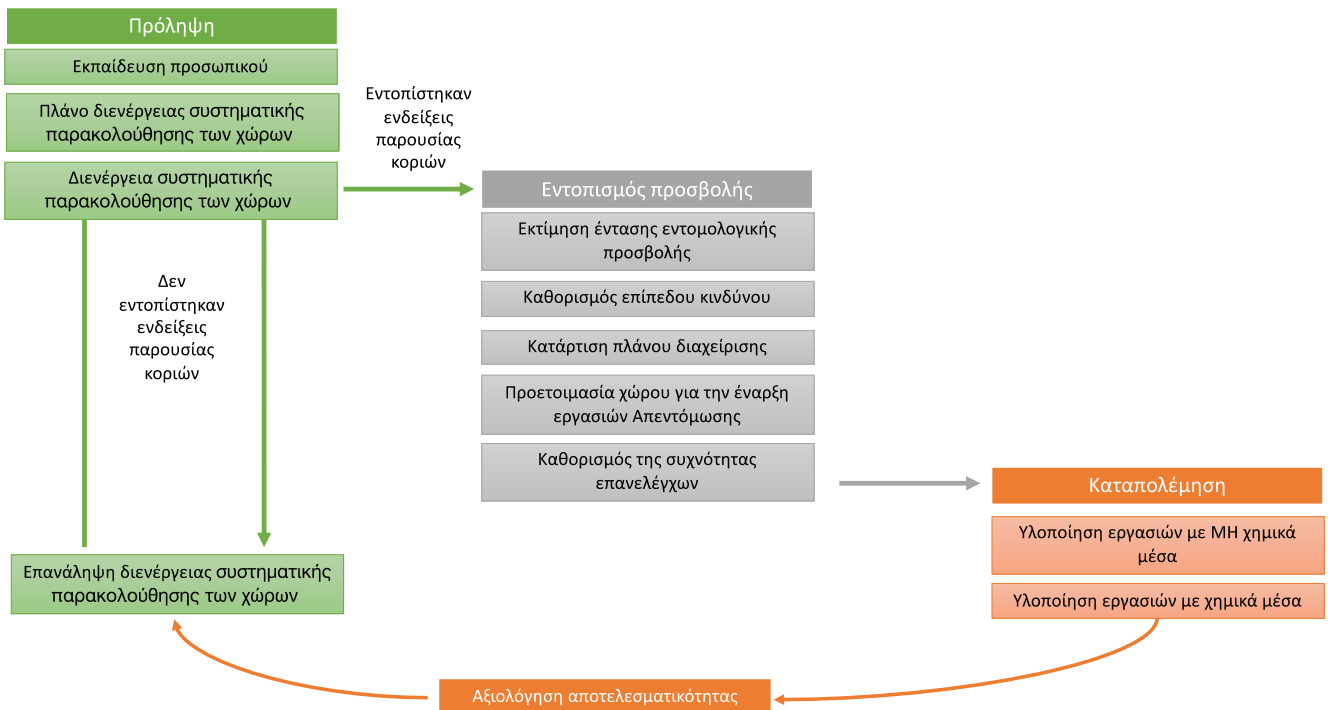 Πρόληψη
Εκπαίδευση προσωπικού
Πλάνο διενέργειας συστηματικής
παρακολούθησης των χώρων
Διενέργεια συστηματικής
παρακολούθησης των χώρων
Εντοπίστηκαν
ενδείξεις
παρουσίας
κοριών
Δεν
εντοπίστηκαν
ενδείξεις
παρουσίας
κοριών
Επανάληψη διενέργειας συστηματικής
παρακολούθησης των χώρων
Εντοπισμός προσβολής
Εκτίμηση έντασης εντομολογικής
προσβολής
Καθορισμός επίπεδου κινδύνου
Κατάρτιση πλάνου διαχείρισης
Προετοιμασία χώρου για την έναρξη
εργασιών Απεντόμωσης
Καθορισμός της συχνότητας
επανελέγχων
Καταπολέμηση
Υλοποίηση εργασιών με ΜΗ χημικά
μέσα
Υλοποίηση εργασιών με χημικά μέσα
Αξιολόγηση αποτελεσματικότητας